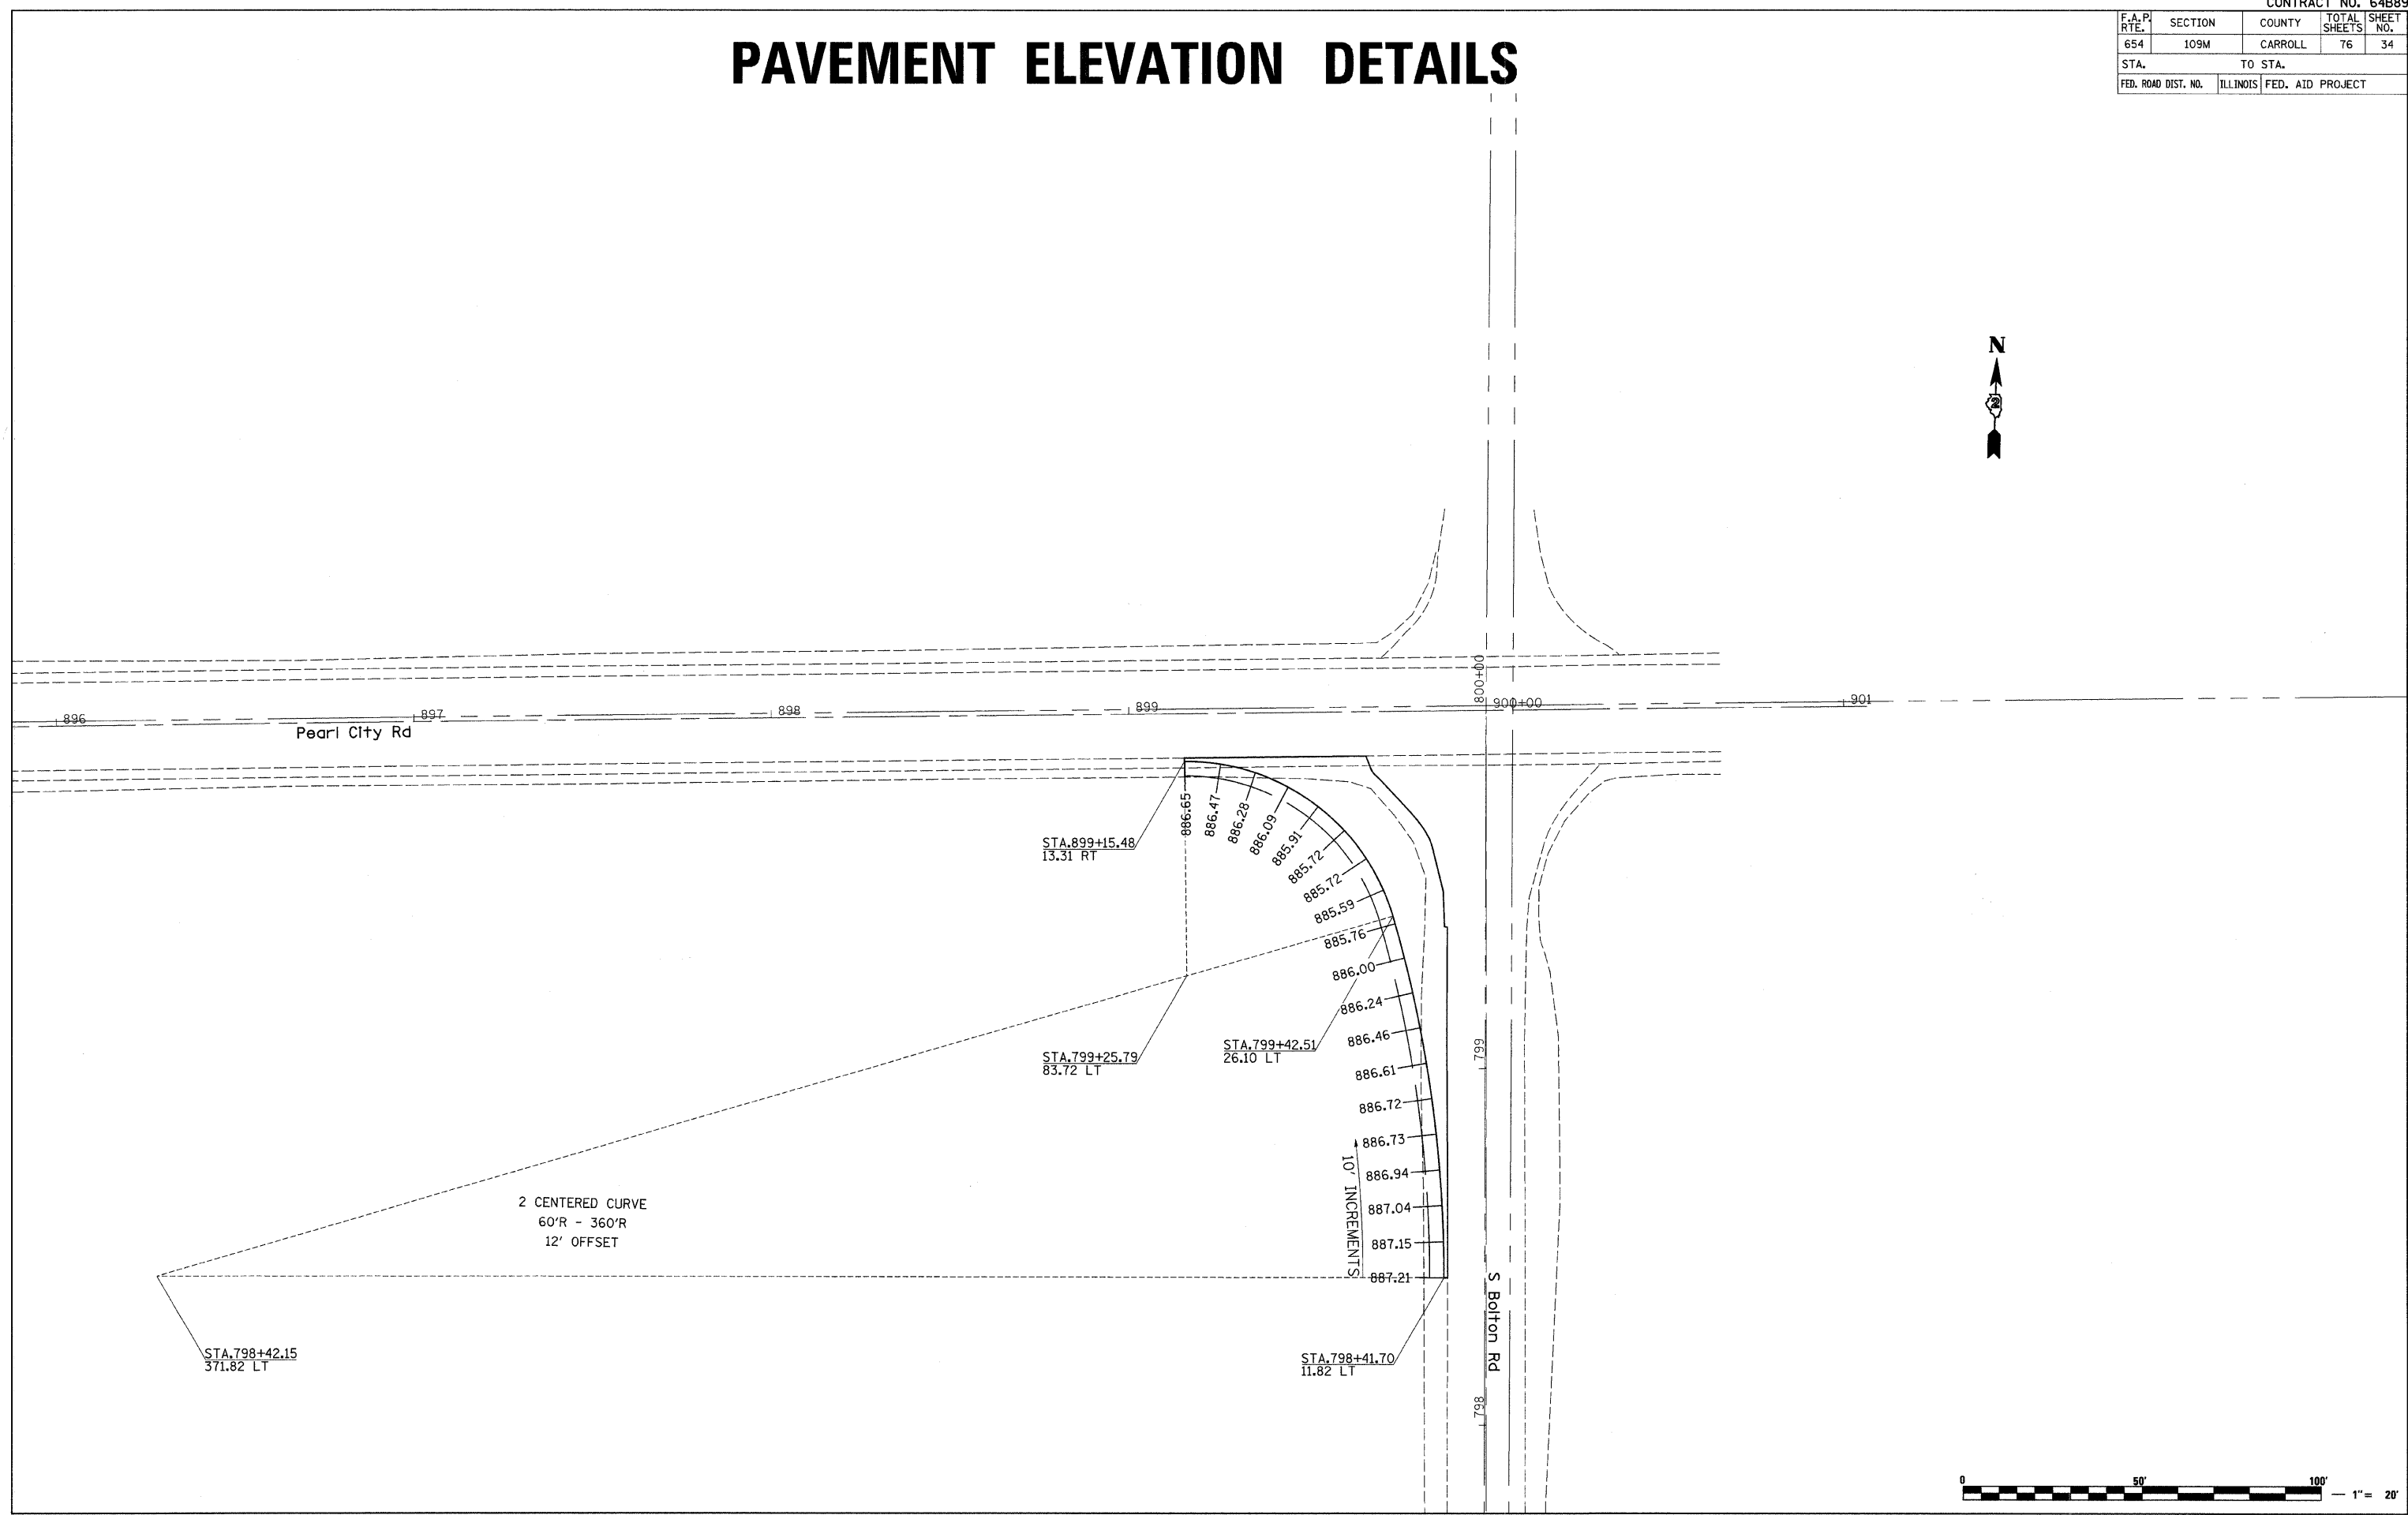 CONTRACT NO. 64B89
PAVEMENT ELEVATION DETAILS
F.A.P. RTE. SECTION COUNTY TOTAL SHEETS SHEET NO.
654 109M CARROLL 76 34
STA. TO STA.
FED. ROAD DIST. NO. ILLINOIS FED. AID PROJECT
N
2
896
897
898
899
800+00
900+00
901
Pearl City Rd
STA.899+15.48
13.31 RT
886.65
886.47
886.28
886.09
885.91
885.72
885.72
885.59
885.76
886.00
886.24
886.46
886.61
886.72
886.73
886.94
887.04
887.15
887.21
STA.799+25.79
83.72 LT
STA.799+42.51
26.10 LT
799
10' INCREMENTS
2 CENTERED CURVE
60'R - 360'R
12' OFFSET
S Bolton Rd
STA.798+42.15
371.82 LT
STA.798+41.70
11.82 LT
798
0 50' 100'
1"= 20'